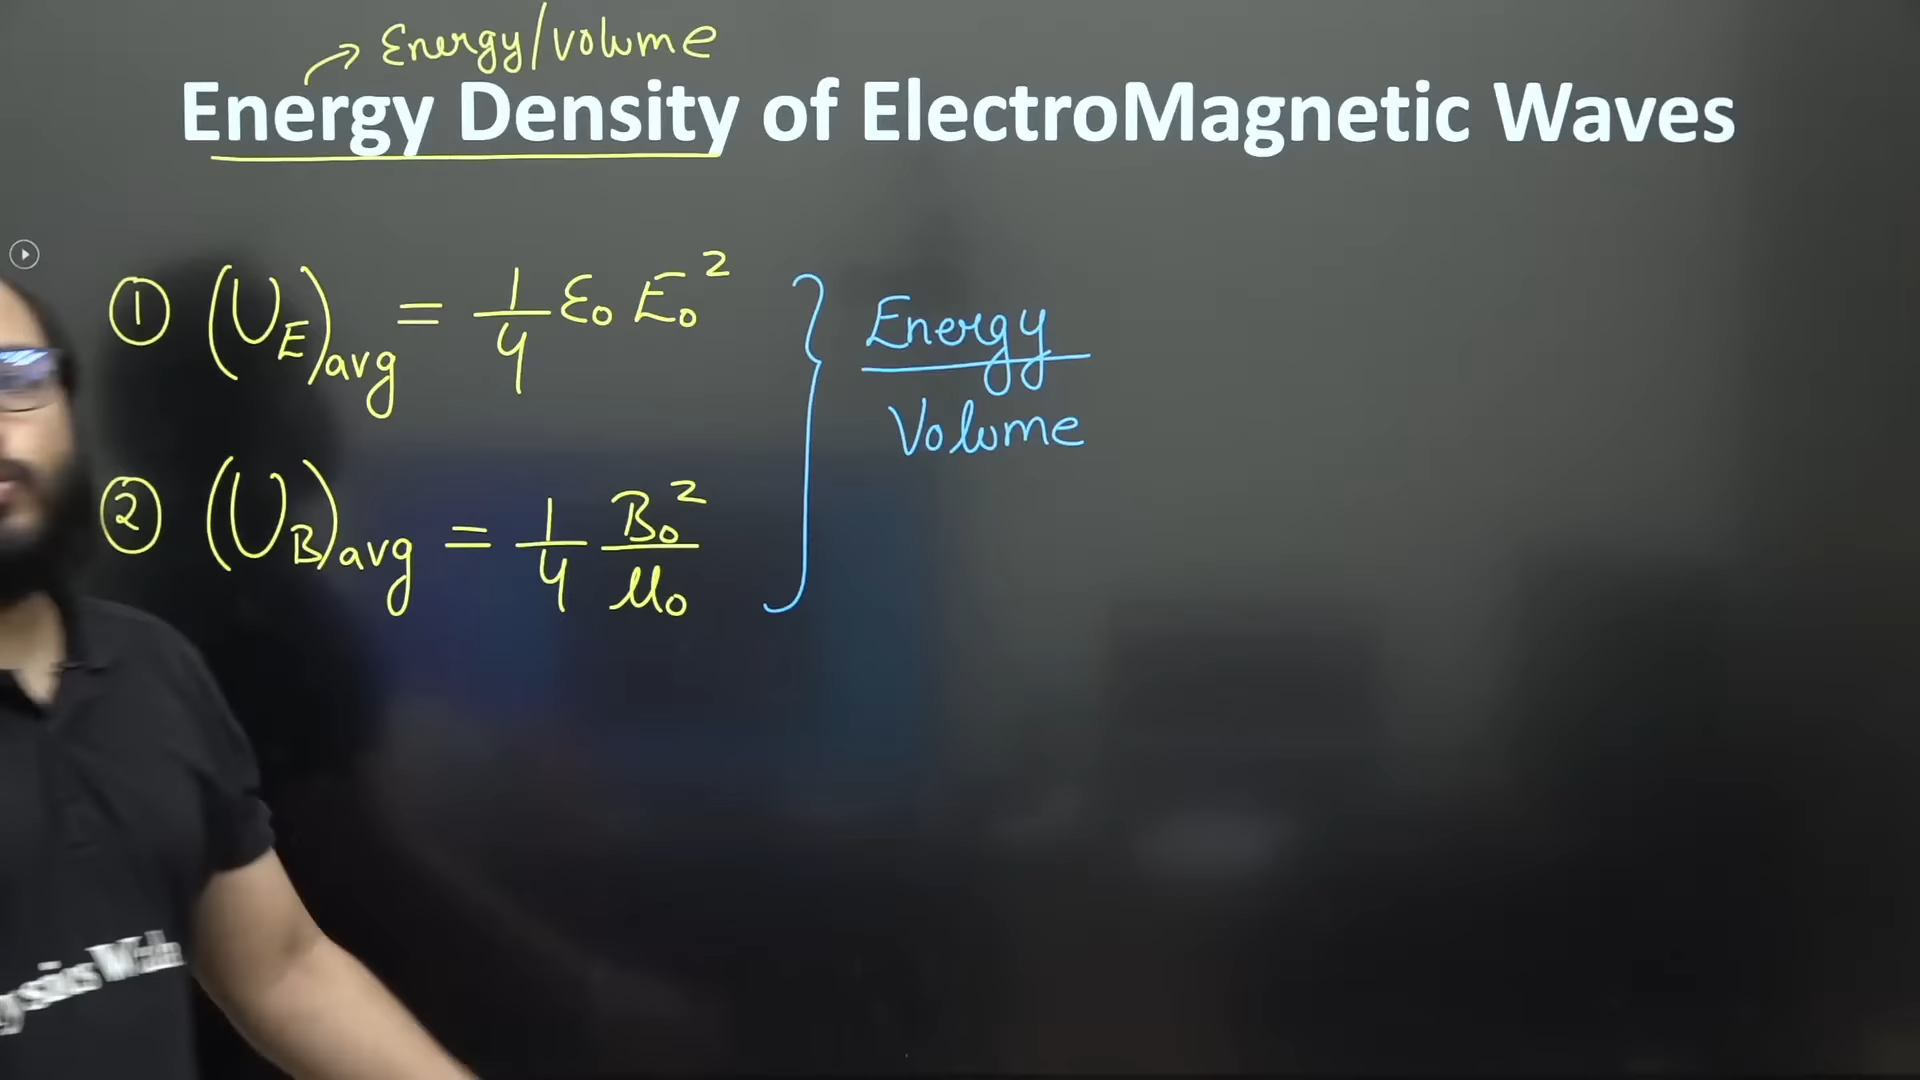 Energy/volume
Energy Density of ElectroMagnetic Waves
① (U_E)avg = 1/4 ε₀ E₀²
② (U_B)avg = 1/4 B₀²/μ₀
Energy
Volume